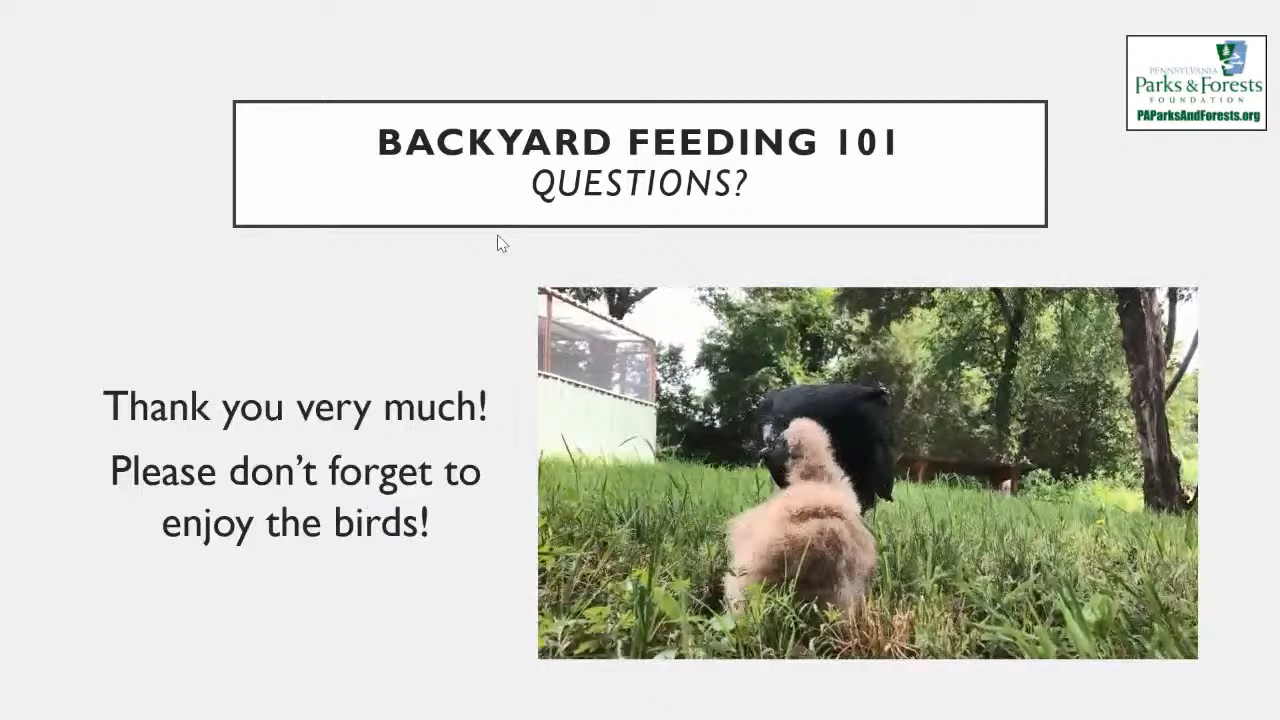 PENNSYLVANIA
Parks & Forests
FOUNDATION
PAParksAndForests.org
BACKYARD FEEDING 101
QUESTIONS?
Thank you very much!
Please don't forget to
enjoy the birds!